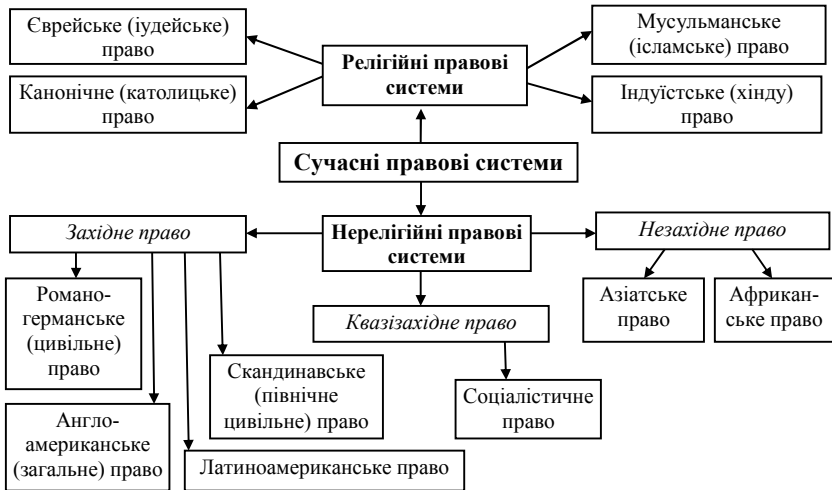 Єврейське (іудейське)
право
Релігійні правові
системи
Мусульманське
(ісламське) право
Канонічне (католицьке)
право
Індуїстське (хінду)
право
Сучасні правові системи
Західне право
Нерелігійні правові
системи
Незахідне право
Романо-
германське
(цивільне)
право
Квазізахідне право
Азіатське
право
Африкан-
ське право
Скандинавське
(північне
цивільне) право
Соціалістичне
право
Англо-
американське
(загальне) право
Латиноамериканське право